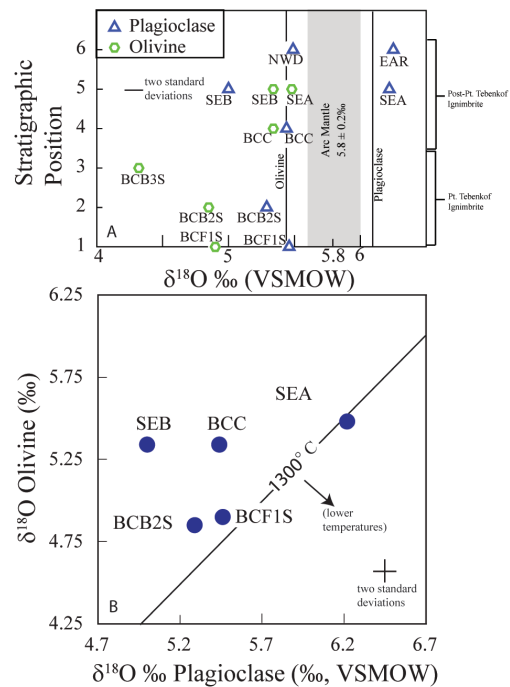 Plagioclase
Olivine
two standard
deviations
NWD
EAR
SEB
SEB
SEA
SEA
BCC
BCC
BCB3S
BCB2S
BCB2S
BCF1S
BCF1S
Olivine
Arc Mantle
5.8 ± 0.2‰
Plagioclase
Post-Pt. Tebenkof
Ignimbrite
Pt. Tebenkof
Ignimbrite
Stratigraphic
Position
6
5
4
3
2
1
A
4
5
5.8
6
δ18O ‰ (VSMOW)
6.25
5.75
5.25
4.75
4.25
δ18O Olivine (‰)
SEA
SEB
BCC
BCB2S
BCF1S
1300° C
(lower
temperatures)
two standard
deviations
B
4.7
5.2
5.7
6.2
6.7
δ18O ‰ Plagioclase (‰, VSMOW)